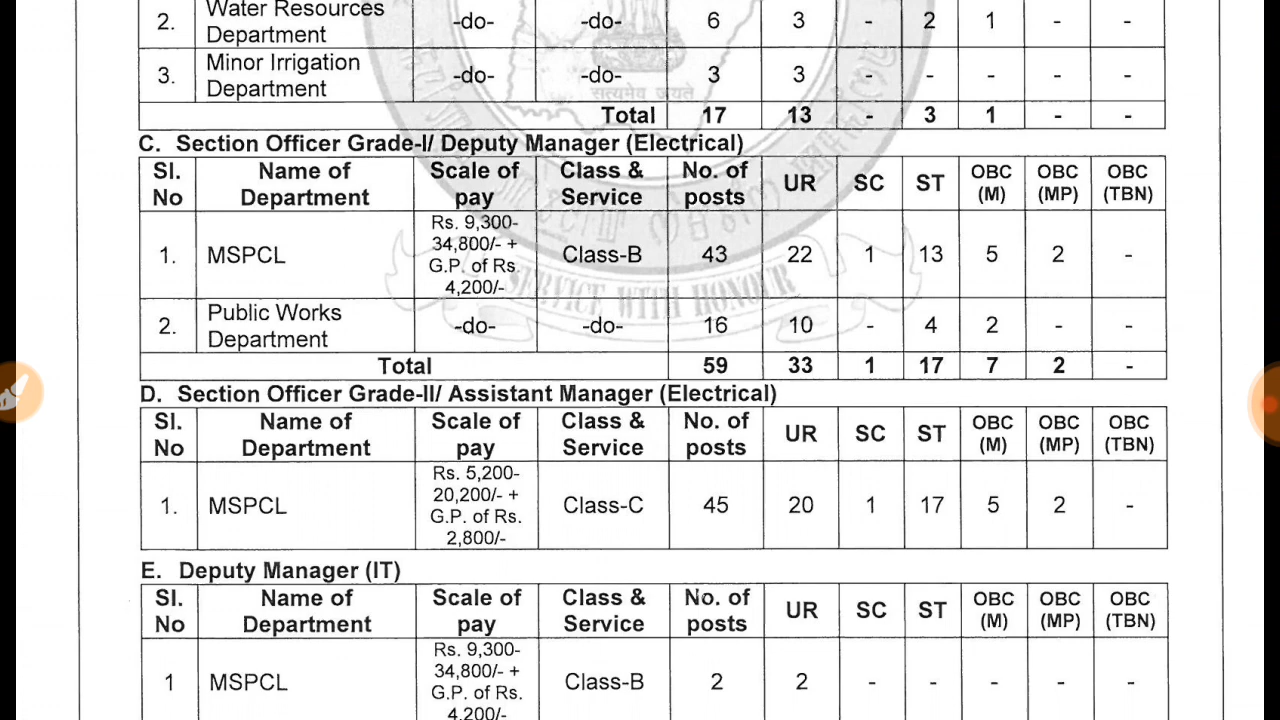 2. Water Resources Department -do- -do- 6 3 - 2 1 - -
3. Minor Irrigation Department -do- -do- 3 3 - - - - -
Total 17 13 - 3 1 - -
C. Section Officer Grade-I/ Deputy Manager (Electrical)
Sl. No Name of Department Scale of pay Class & Service No. of posts UR SC ST OBC (M) OBC (MP) OBC (TBN)
1. MSPCL Rs. 9,300-34,800/- + G.P. of Rs. 4,200/- Class-B 43 22 1 13 5 2 -
2. Public Works Department -do- -do- 16 10 - 4 2 - -
Total 59 33 1 17 7 2 -
D. Section Officer Grade-II/ Assistant Manager (Electrical)
Sl. No Name of Department Scale of pay Class & Service No. of posts UR SC ST OBC (M) OBC (MP) OBC (TBN)
1. MSPCL Rs. 5,200-20,200/- + G.P. of Rs. 2,800/- Class-C 45 20 1 17 5 2 -
E. Deputy Manager (IT)
Sl. No Name of Department Scale of pay Class & Service No. of posts UR SC ST OBC (M) OBC (MP) OBC (TBN)
1 MSPCL Rs. 9,300-34,800/- + G.P. of Rs. 4,200/- Class-B 2 2 - - - - -
सत्यमेव जयते
SERVICE WITH HONOUR